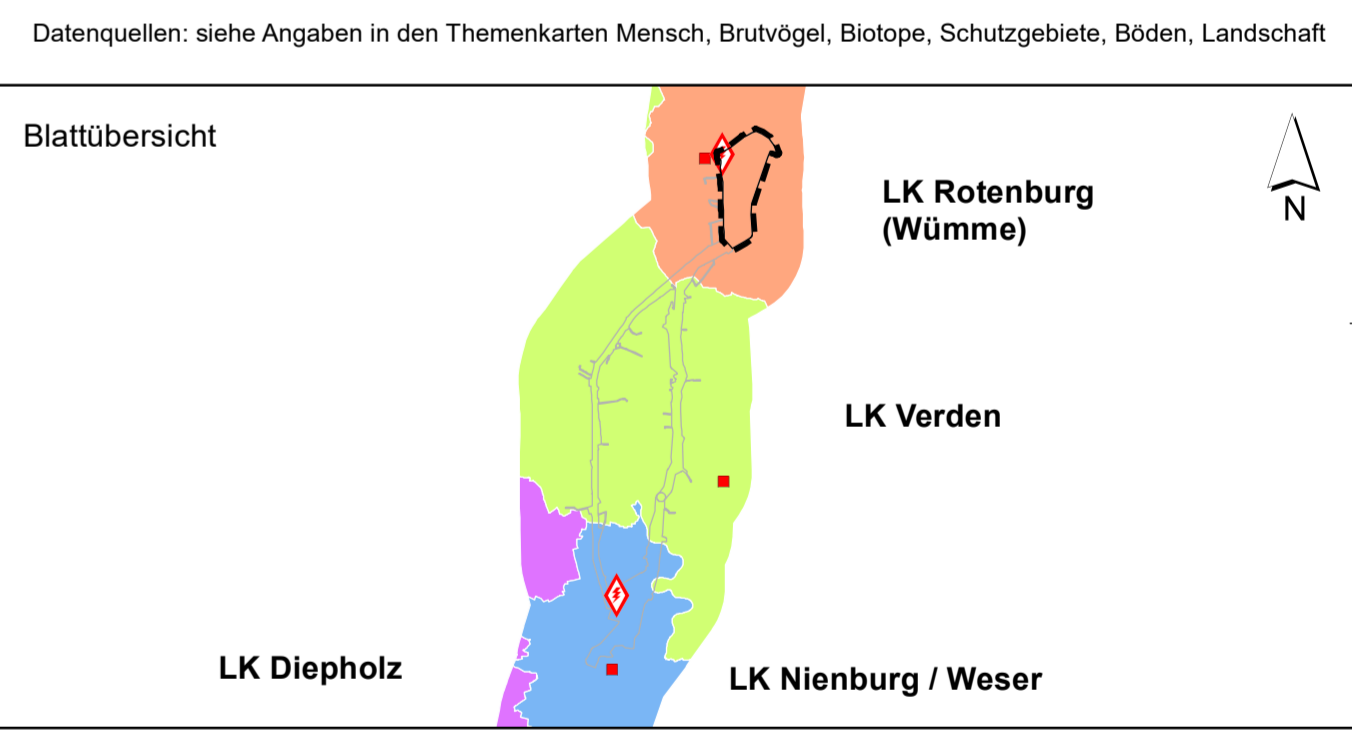 Datenquellen: siehe Angaben in den Themenkarten Mensch, Brutvögel, Biotope, Schutzgebiete, Böden, Landschaft
Blattübersicht
N
LK Rotenburg
(Wümme)
LK Verden
LK Diepholz
LK Nienburg / Weser